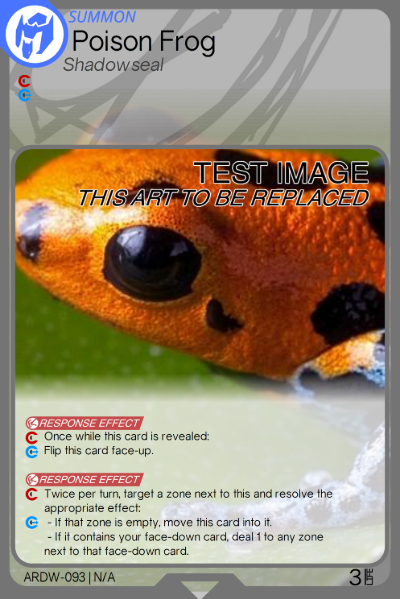 SUMMON
Poison Frog
Shadowseal
C
C
TEST IMAGE
THIS ART TO BE REPLACED
RESPONSE EFFECT
C Once while this card is revealed:
C Flip this card face-up.
RESPONSE EFFECT
C Twice per turn, target a zone next to this and resolve the
appropriate effect:
C - If that zone is empty, move this card into it.
- If it contains your face-down card, deal 1 to any zone
next to that face-down card.
ARDW-093 | N/A
3 LIFE